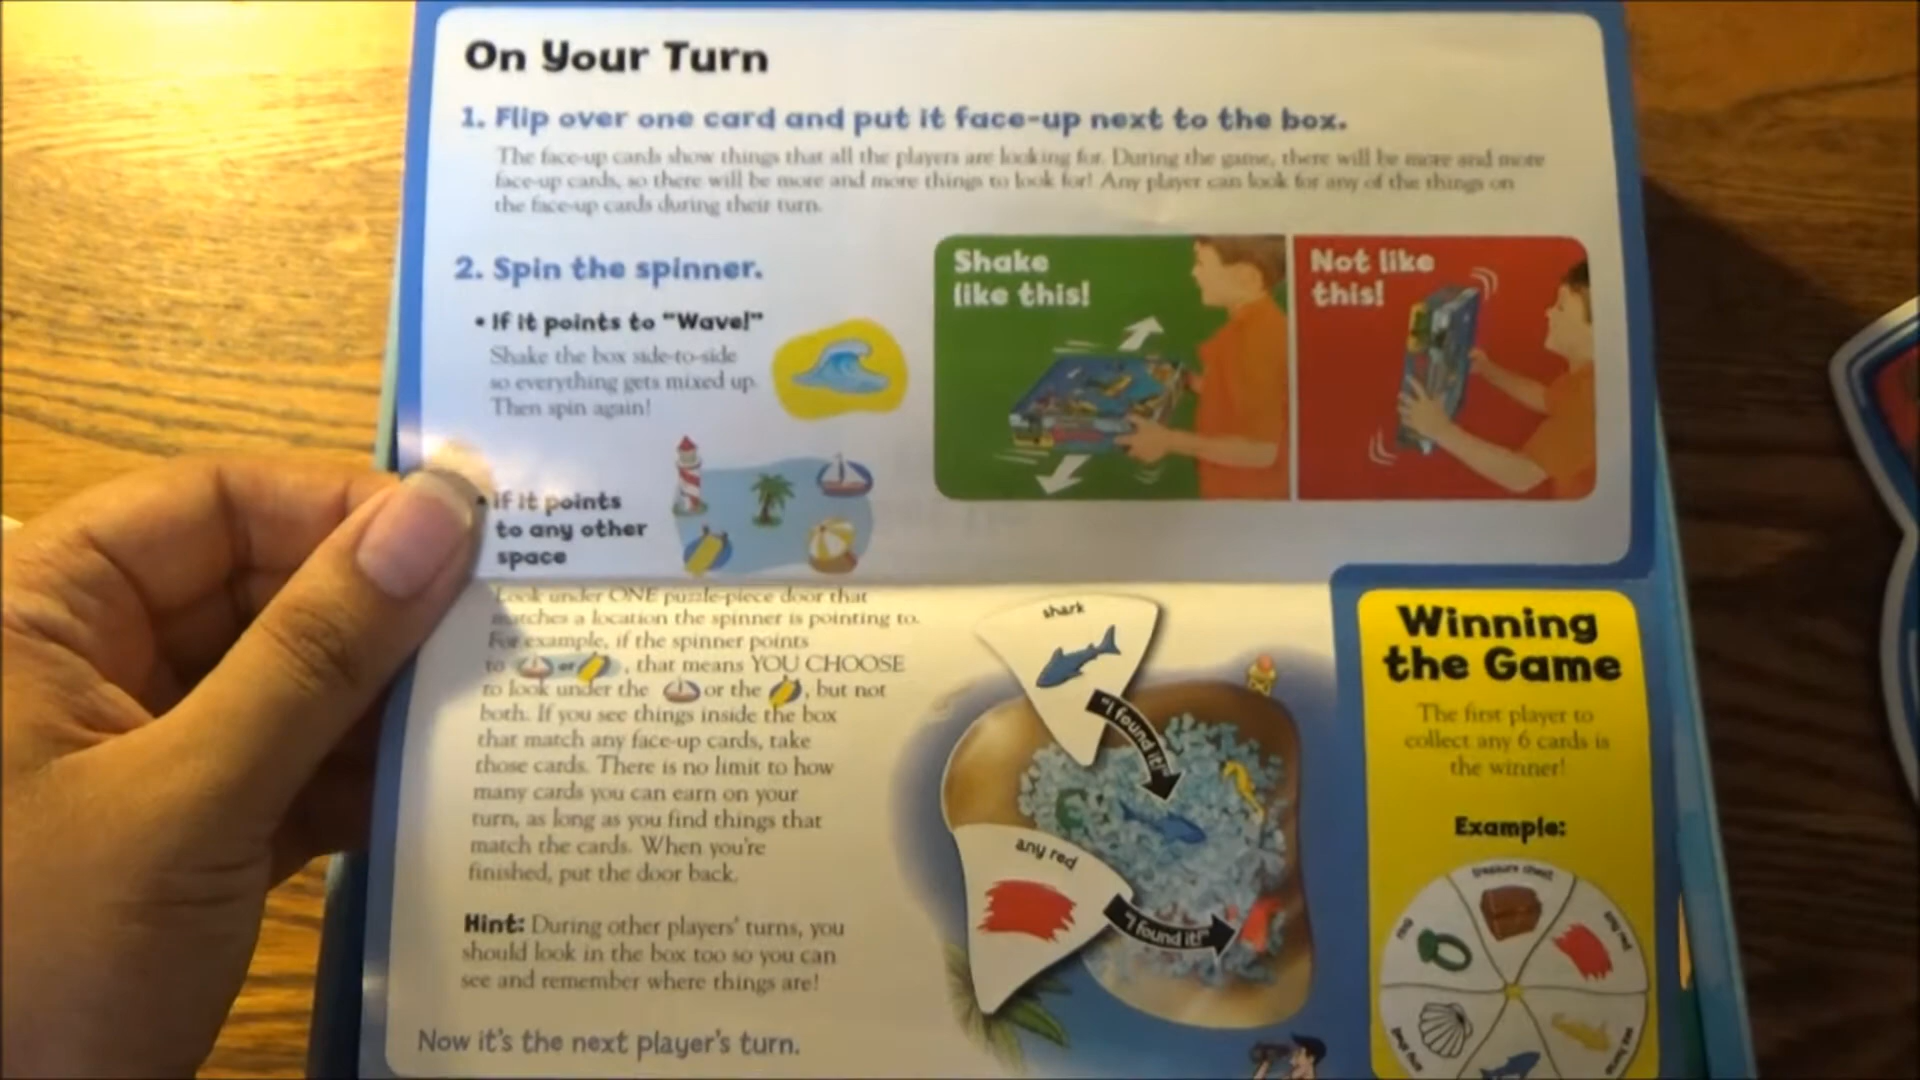 On Your Turn
1. Flip over one card and put it face-up next to the box.
The face-up cards show things that all the players are looking for. During the game, there will be more and more
face-up cards, so there will be more and more things to look for! Any player can look for any of the things on
the face-up cards during their turn.
2. Spin the spinner.
• If it points to "Wave!"
Shake the box side-to-side
so everything gets mixed up.
Then spin again!
Shake
like this!
Not like
this!
• If it points
to any other
space
Look under ONE puzzle-piece door that
matches a location the spinner is pointing to.
For example, if the spinner points
to or , that means YOU CHOOSE
to look under the or the , but not
both. If you see things inside the box
that match any face-up cards, take
those cards. There is no limit to how
many cards you can earn on your
turn, as long as you find things that
match the cards. When you're
finished, put the door back.
Hint: During other players' turns, you
should look in the box too so you can
see and remember where things are!
Now it's the next player's turn.
shark
"I found it!"
any red
"I found it!"
Winning
the Game
The first player to
collect any 6 cards is
the winner!
Example:
treasure chest
any red
ring
any shell
sea horse